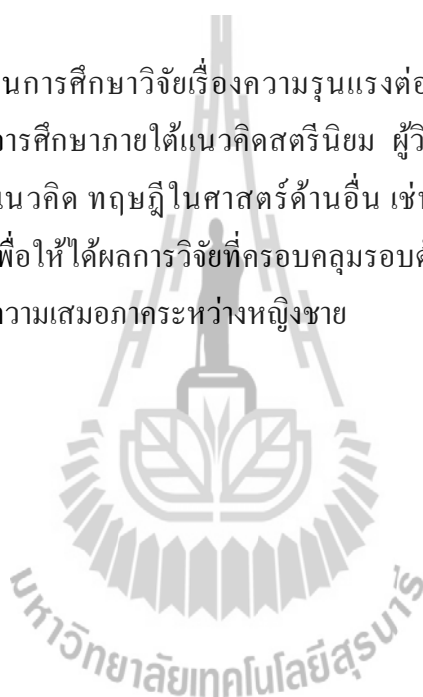 นการศึกษาวิจัยเรื่องความรุนแรงต่อ
การศึกษาภายใต้แนวคิดสตรีนิยม ผู้วิ
แนวคิด ทฤษฎีในศาสตร์ด้านอื่น เช่
พื่อให้ได้ผลการวิจัยที่ครอบคลุมรอบด้
ความเสมอภาคระหว่างหญิงชาย
มหาวิทยาลัยเทคโนโลยีสุรนารี